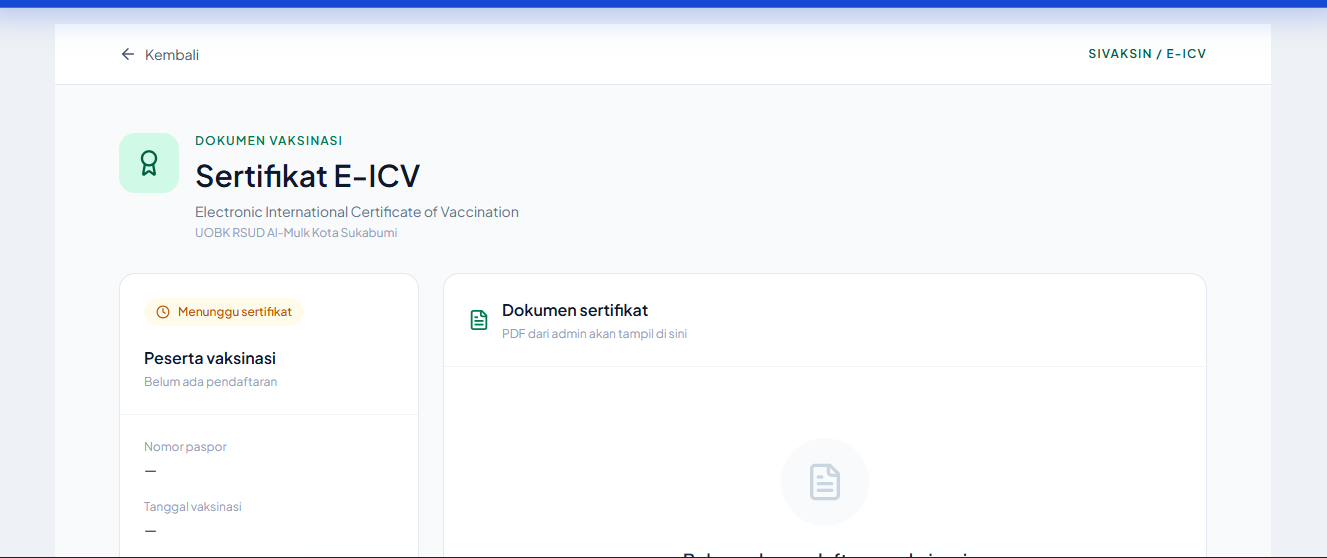 Kembali
SIVAKSIN / E-ICV
DOKUMEN VAKSINASI
Sertifikat E-ICV
Electronic International Certificate of Vaccination
UOBK RSUD Al-Mulk Kota Sukabumi
Menunggu sertifikat
Peserta vaksinasi
Belum ada pendaftaran
Nomor paspor
—
Tanggal vaksinasi
—
Dokumen sertifikat
PDF dari admin akan tampil di sini